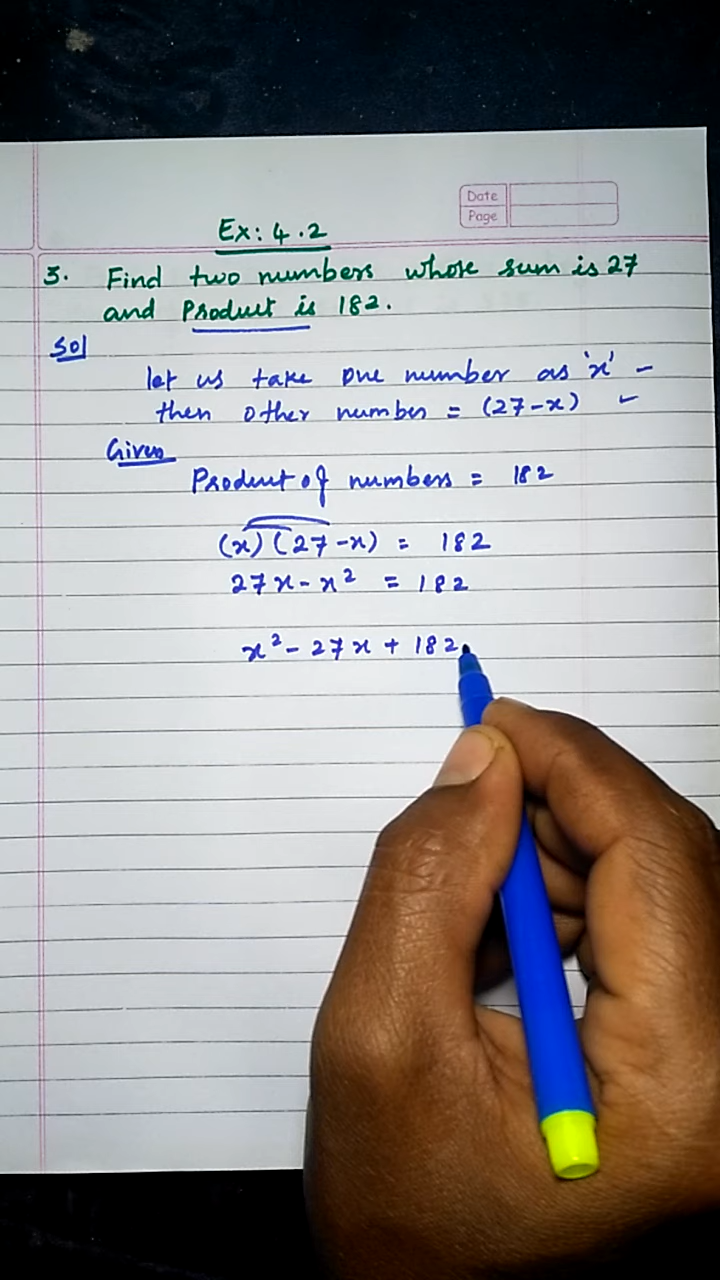 Date
Page
Ex: 4.2
3. Find two numbers whose sum is 27
and Product is 182.
Sol
let us take one number as 'x' -
then other number = (27-x)
Given
Product of numbers = 182
(x)(27-x) = 182
27x - x² = 182
x² - 27x + 182